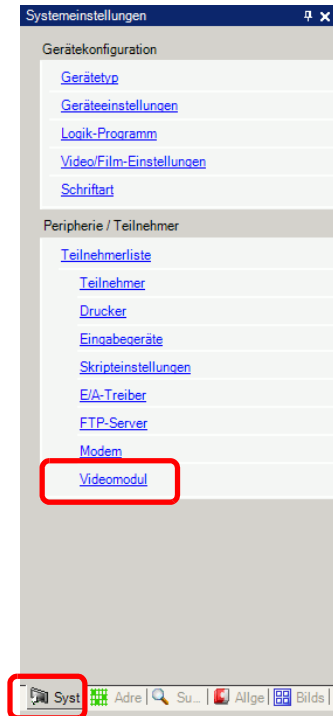 Systemeinstellungen
Gerätekonfiguration
Gerätetyp
Geräteeinstellungen
Logik-Programm
Video/Film-Einstellungen
Schriftart
Peripherie / Teilnehmer
Teilnehmerliste
Teilnehmer
Drucker
Eingabegeräte
Skripteinstellungen
E/A-Treiber
FTP-Server
Modem
Videomodul
Syst Adre Su... Allge Bilds